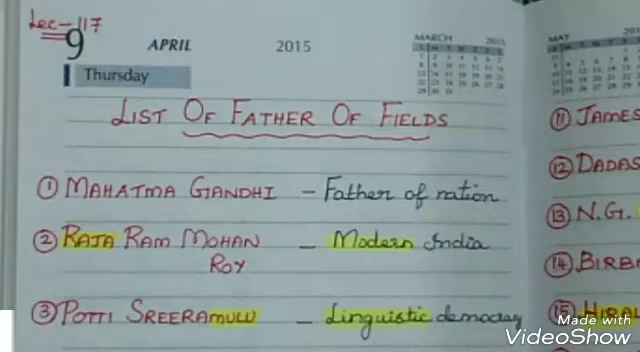 Lec-117
9 APRIL 2015
Thursday
MARCH 2015
MAY
LIST OF FATHER OF FIELDS
① MAHATMA GANDHI - Father of nation
② RAJA RAM MOHAN ROY - Modern India
③ POTTI SREERAMULU - Linguistic democracy
⑪ JAMES
⑫ DADAS
⑬ N.G.
⑭ BIRB
⑮ HIRAL
Made with
VideoShow